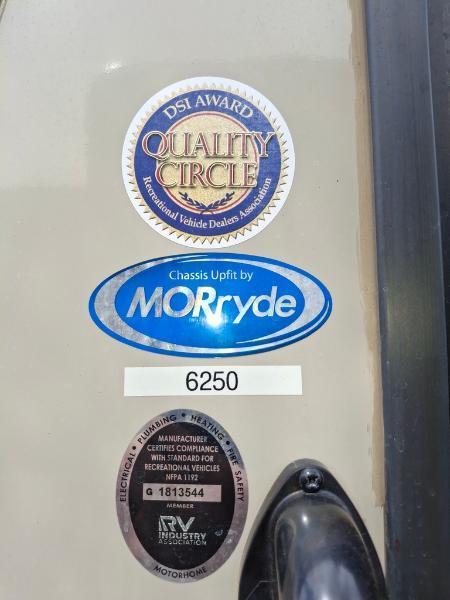 DSI AWARD
QUALITY
CIRCLE
Recreational Vehicle Dealers Association
Chassis Upfit by
MORryde
6250
ELECTRICAL • PLUMBING • HEATING • FIRE SAFETY
MANUFACTURER
CERTIFIES COMPLIANCE
WITH STANDARD FOR
RECREATIONAL VEHICLES
NFPA 1192
G 1813544
MEMBER
RV
INDUSTRY
ASSOCIATION
MOTORHOME